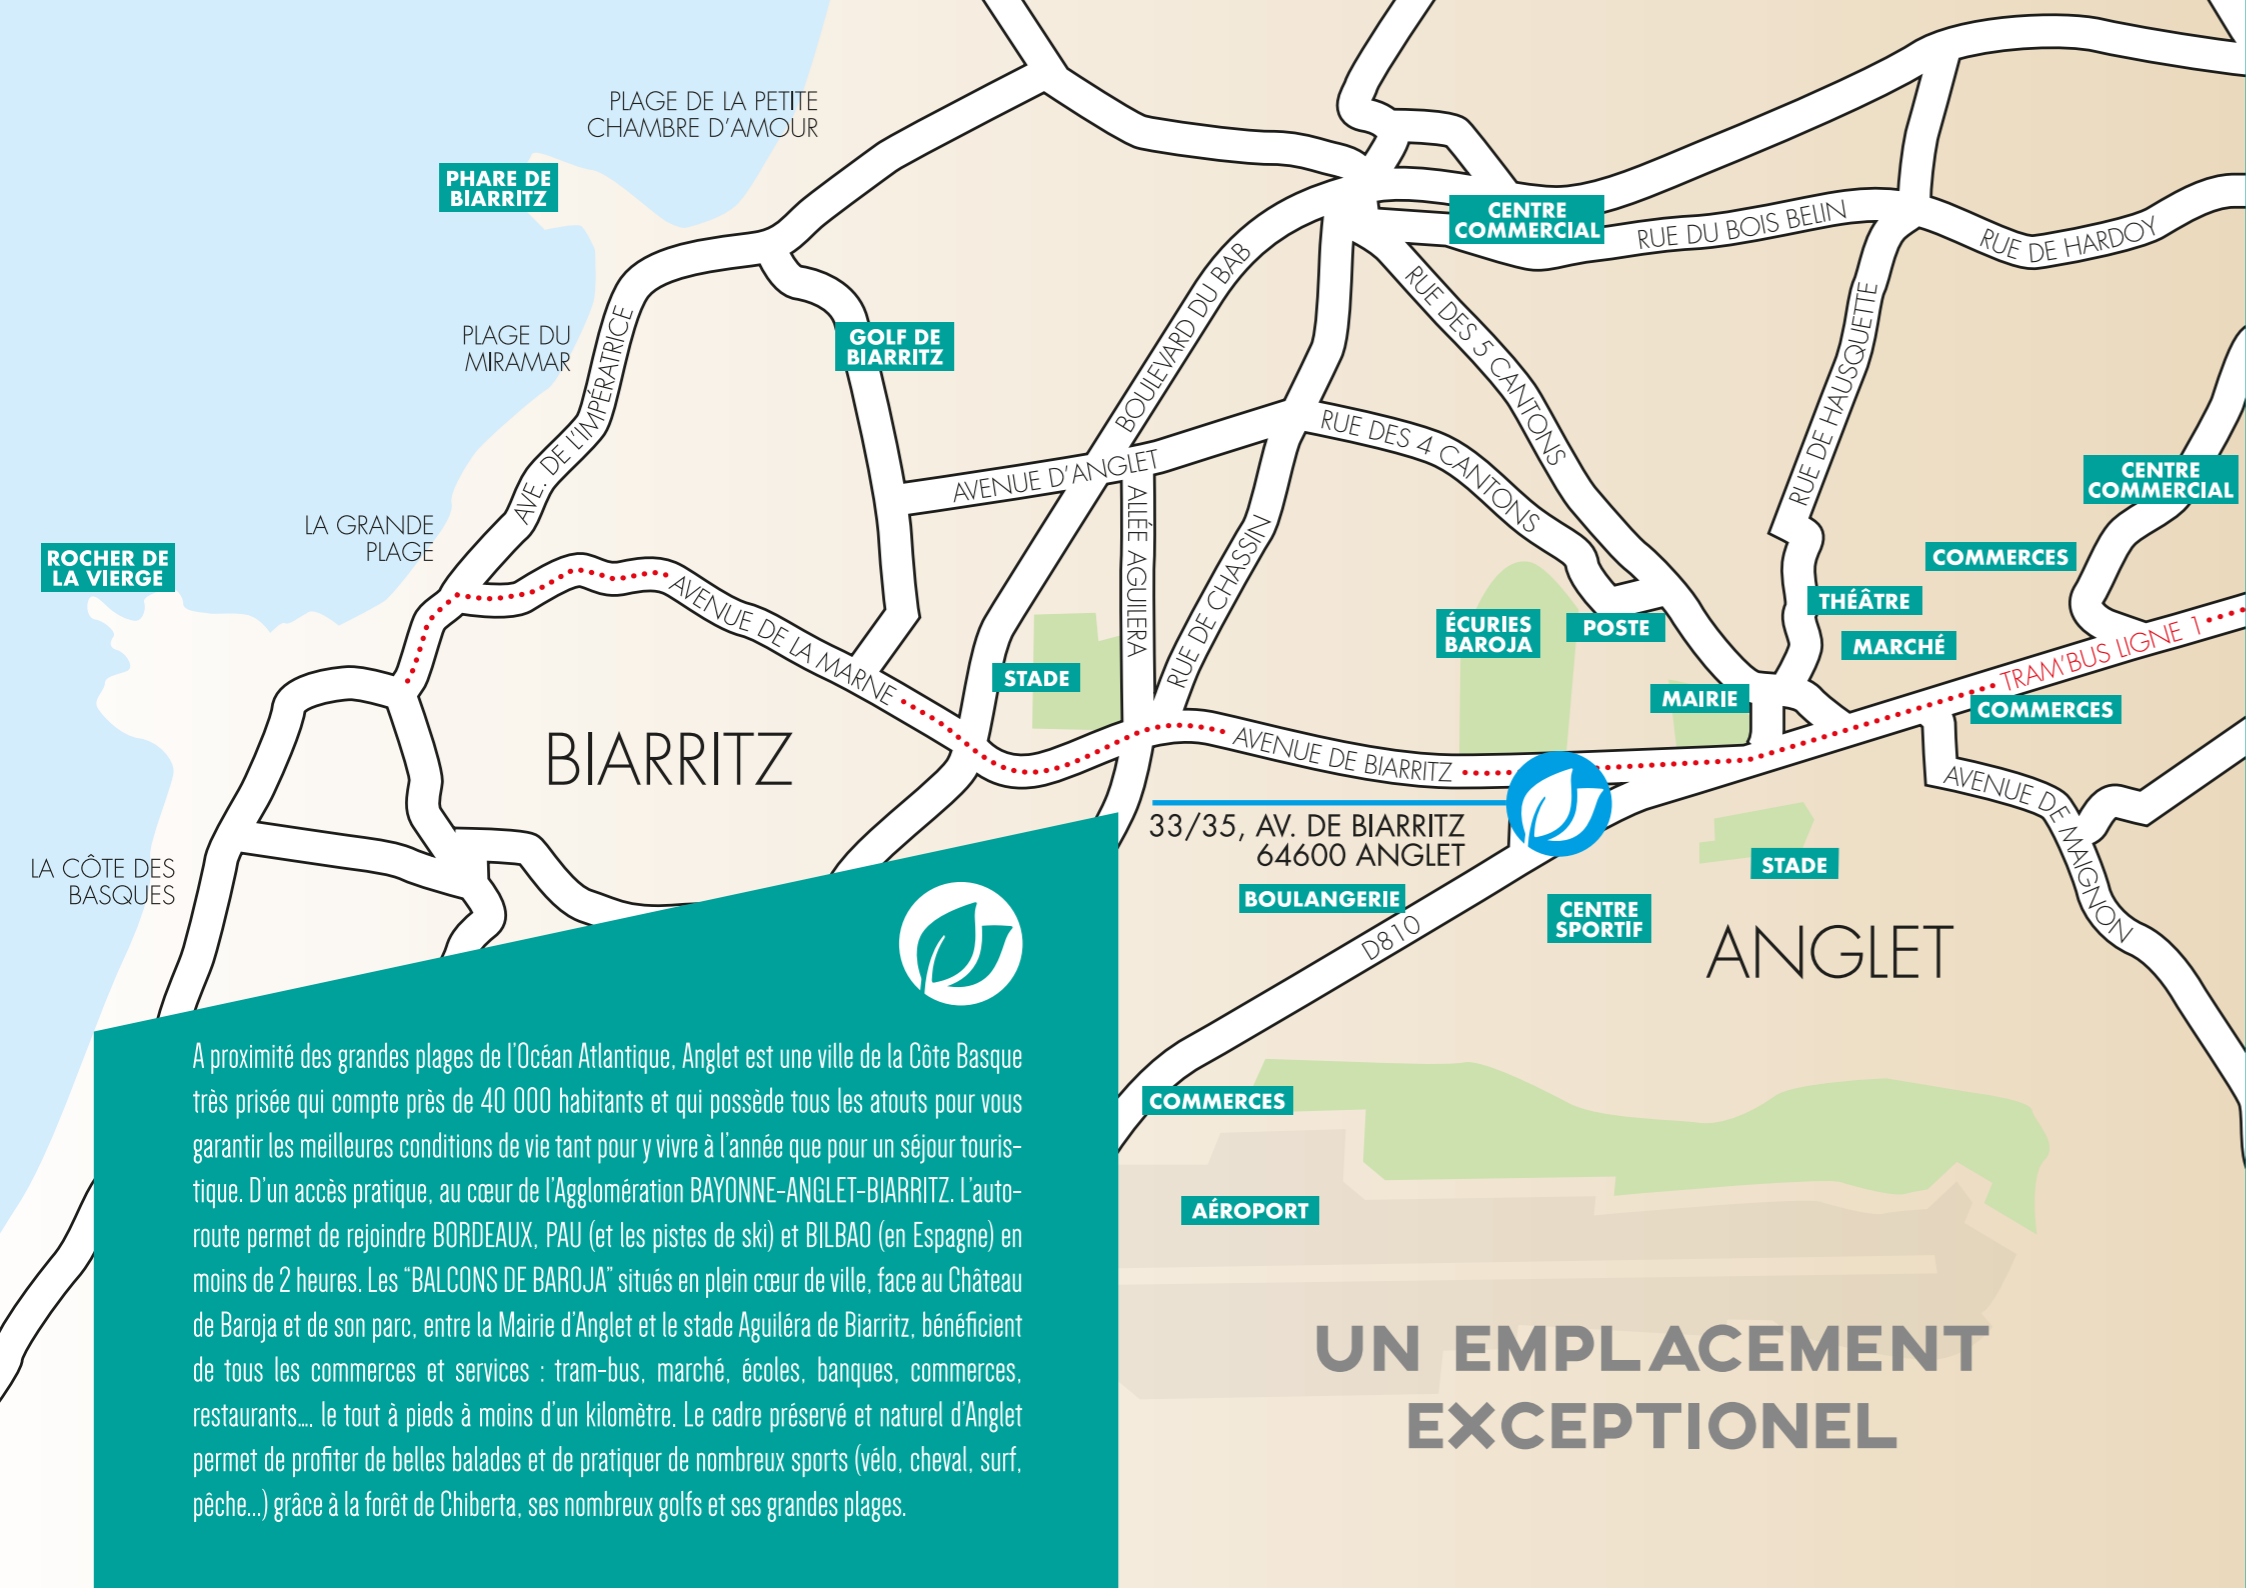 PLAGE DE LA PETITE
CHAMBRE D'AMOUR
PHARE DE
BIARRITZ
CENTRE
COMMERCIAL
RUE DU BOIS BELIN
RUE DE HARDOY
BOULEVARD DU BAB
RUE DES 5 CANTONS
RUE DE HAUSQUETTE
PLAGE DU
MIRAMAR
AVE. DE L'IMPÉRATRICE
GOLF DE
BIARRITZ
RUE DES 4 CANTONS
AVENUE D'ANGLET
CENTRE
COMMERCIAL
LA GRANDE
PLAGE
ALLÉE AGUILERA
RUE DE CHASSIN
ROCHER DE
LA VIERGE
COMMERCES
AVENUE DE LA MARNE
THÉÂTRE
ÉCURIES
BAROJA
POSTE
MARCHÉ
TRAM'BUS LIGNE 1
STADE
MAIRIE
COMMERCES
BIARRITZ
AVENUE DE BIARRITZ
AVENUE DE MAIGNON
33/35, AV. DE BIARRITZ
64600 ANGLET
LA CÔTE DES
BASQUES
STADE
BOULANGERIE
D810
CENTRE
SPORTIF
ANGLET
COMMERCES
AÉROPORT
A proximité des grandes plages de l'Océan Atlantique, Anglet est une ville de la Côte Basque
très prisée qui compte près de 40 000 habitants et qui possède tous les atouts pour vous
garantir les meilleures conditions de vie tant pour y vivre à l'année que pour un séjour touris-
tique. D'un accès pratique, au cœur de l'Agglomération BAYONNE-ANGLET-BIARRITZ. L'auto-
route permet de rejoindre BORDEAUX, PAU (et les pistes de ski) et BILBAO (en Espagne) en
moins de 2 heures. Les “BALCONS DE BAROJA” situés en plein cœur de ville, face au Château
de Baroja et de son parc, entre la Mairie d'Anglet et le stade Aguiléra de Biarritz, bénéficient
de tous les commerces et services : tram-bus, marché, écoles, banques, commerces,
restaurants…. le tout à pieds à moins d'un kilomètre. Le cadre préservé et naturel d'Anglet
permet de profiter de belles balades et de pratiquer de nombreux sports (vélo, cheval, surf,
pêche...) grâce à la forêt de Chiberta, ses nombreux golfs et ses grandes plages.
UN EMPLACEMENT
EXCEPTIONEL